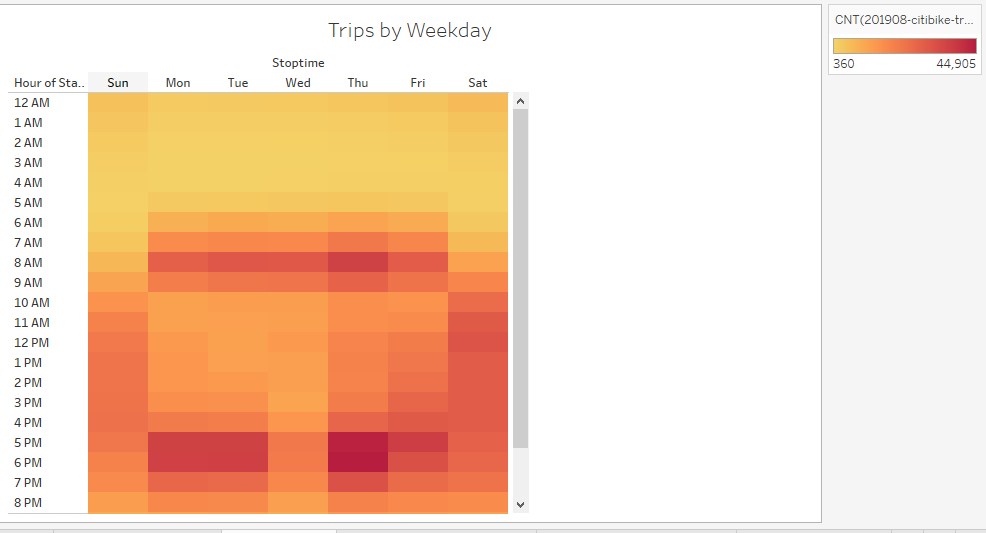 Trips by Weekday
CNT(201908-citibike-tr...
360 44,905
Stoptime
Hour of Sta.. Sun Mon Tue Wed Thu Fri Sat
12 AM
1 AM
2 AM
3 AM
4 AM
5 AM
6 AM
7 AM
8 AM
9 AM
10 AM
11 AM
12 PM
1 PM
2 PM
3 PM
4 PM
5 PM
6 PM
7 PM
8 PM